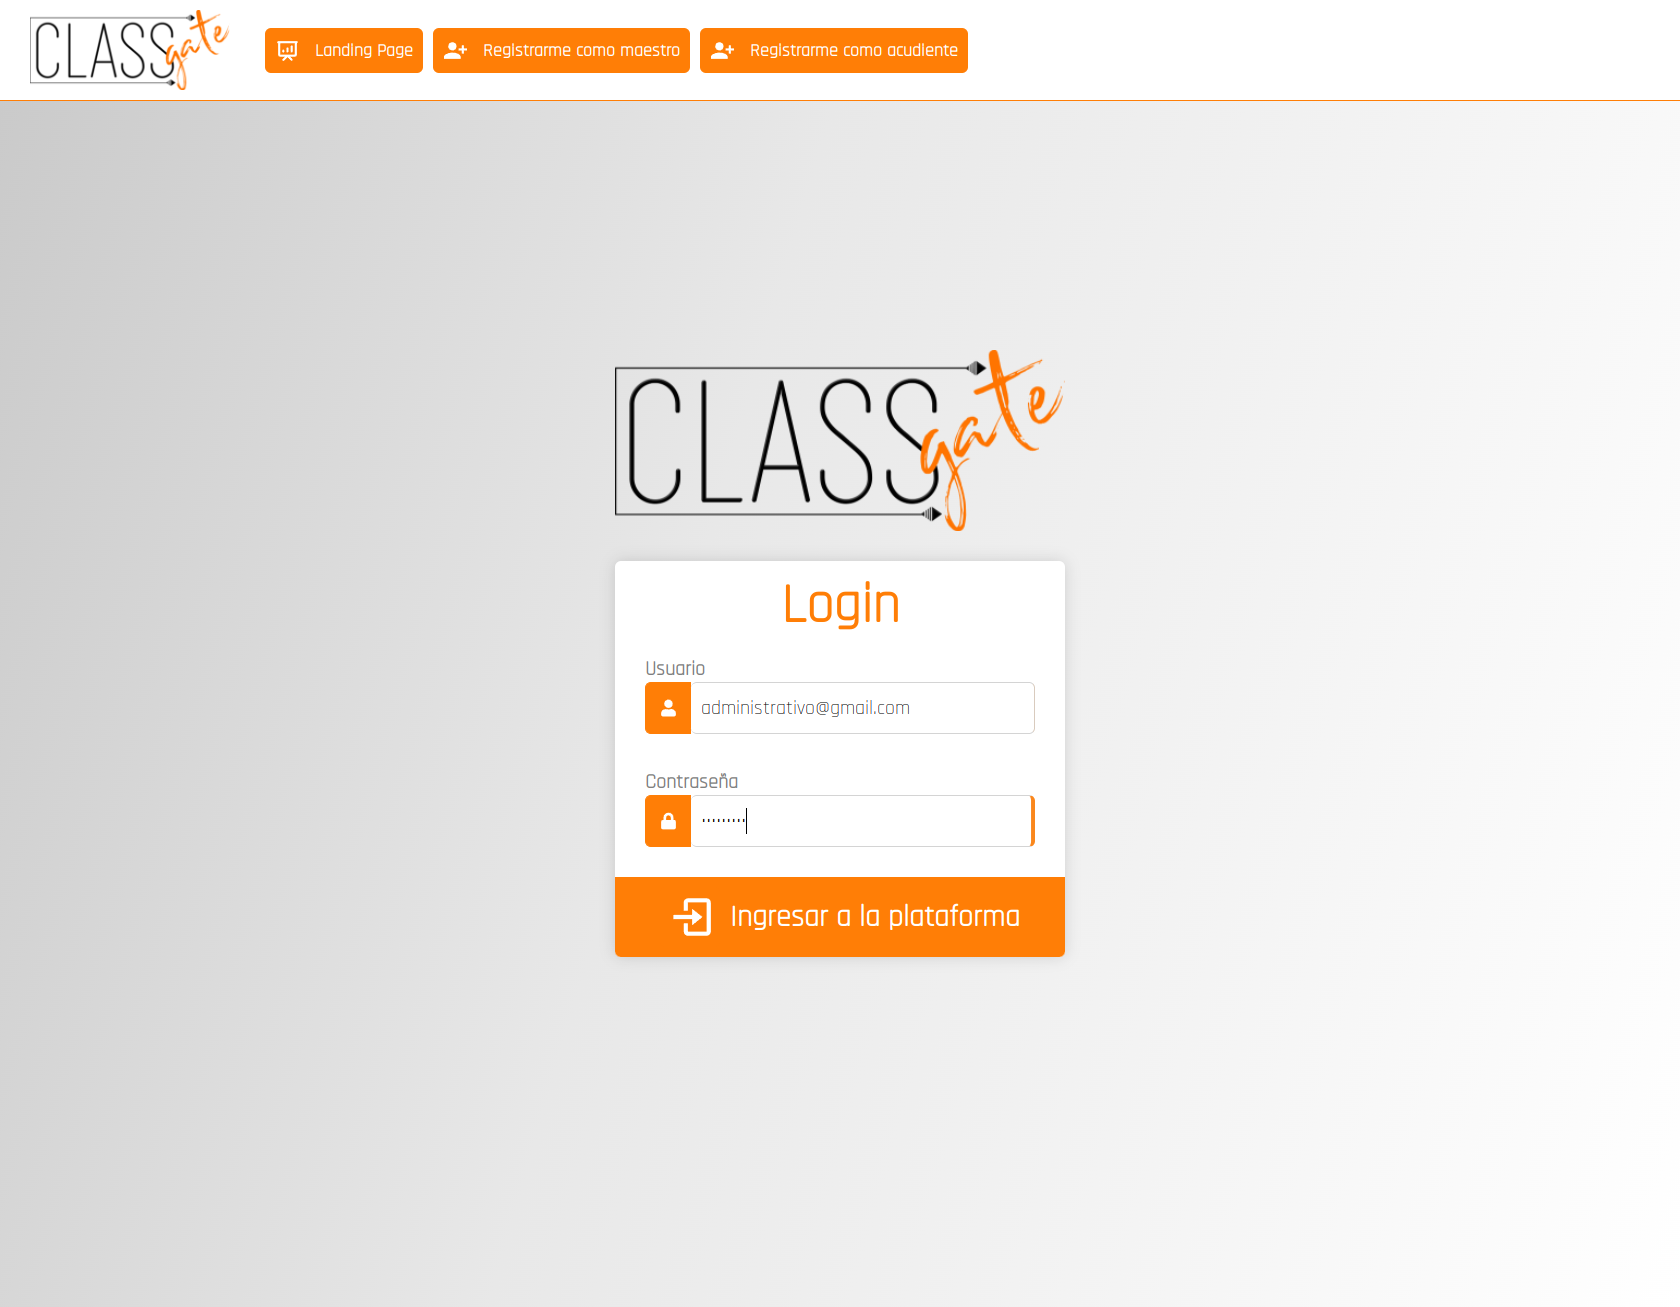 CLASSgate
Landing Page
Registrarme como maestro
Registrarme como acudiente
CLASSgate
Login
Usuario
administrativo@gmail.com
Contraseña
·········
Ingresar a la plataforma